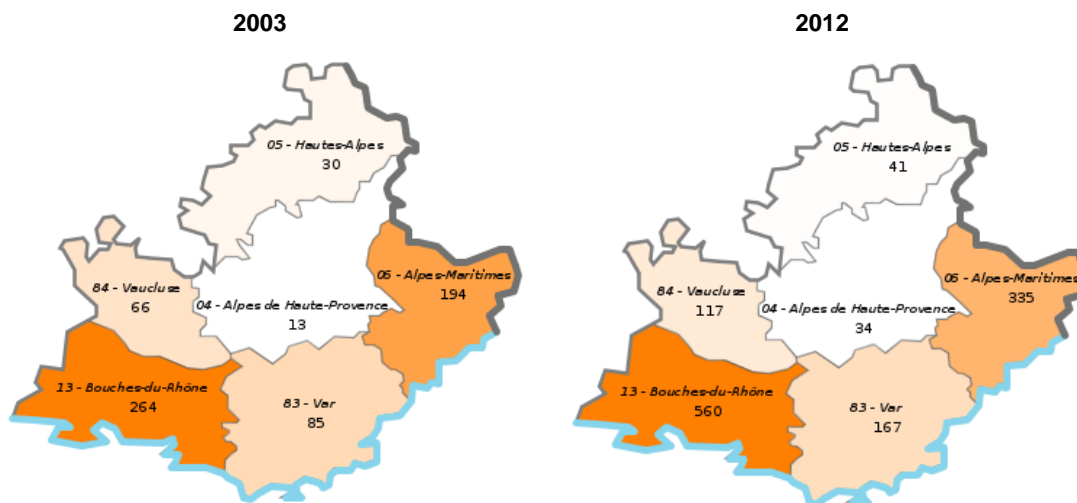 2003
2012
05 - Hautes-Alpes
30
06 - Alpes-Maritimes
194
84 - Vaucluse
66
04 - Alpes de Haute-Provence
13
13 - Bouches-du-Rhône
264
83 - Var
85
05 - Hautes-Alpes
41
06 - Alpes-Maritimes
335
84 - Vaucluse
117
04 - Alpes de Haute-Provence
34
13 - Bouches-du-Rhône
560
83 - Var
167